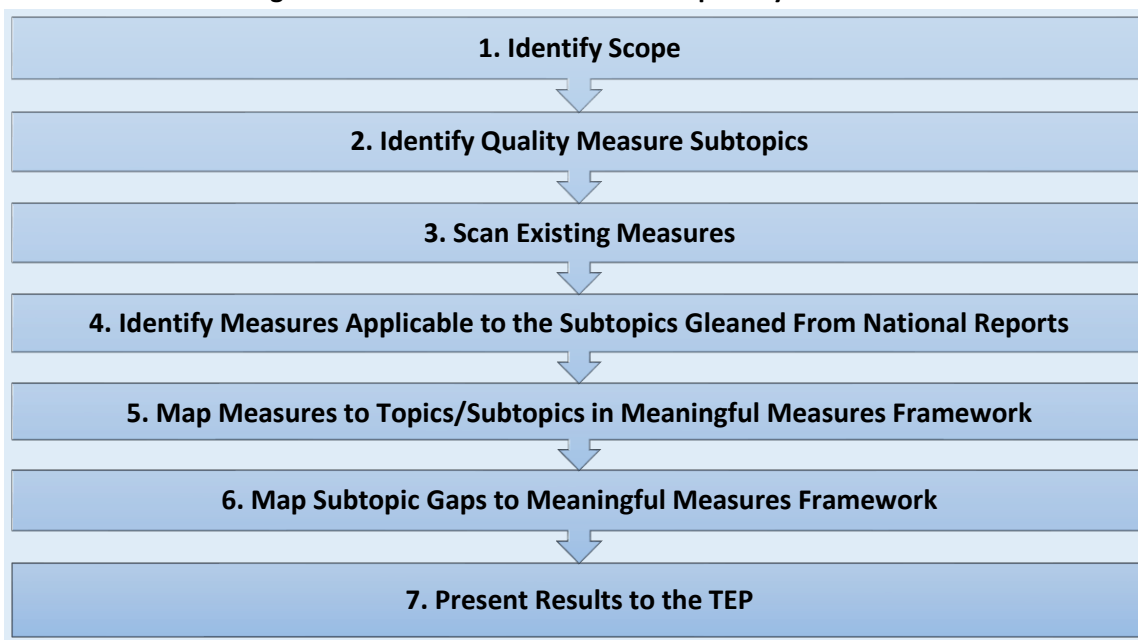 1. Identify Scope
2. Identify Quality Measure Subtopics
3. Scan Existing Measures
4. Identify Measures Applicable to the Subtopics Gleaned From National Reports
5. Map Measures to Topics/Subtopics in Meaningful Measures Framework
6. Map Subtopic Gaps to Meaningful Measures Framework
7. Present Results to the TEP